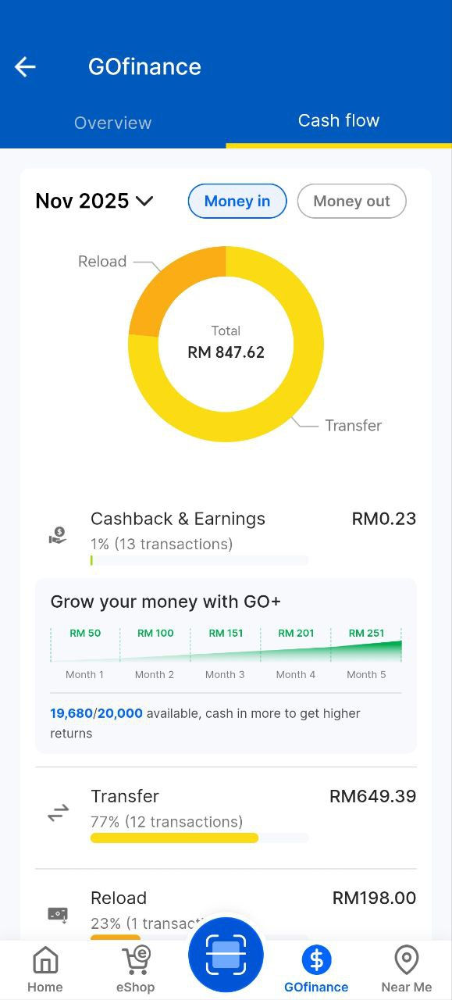 GOfinance
Overview
Cash flow
Nov 2025
Money in
Money out
Reload
Total
RM 847.62
Transfer
Cashback & Earnings
RM0.23
1% (13 transactions)
Grow your money with GO+
RM 50
RM 100
RM 151
RM 201
RM 251
Month 1
Month 2
Month 3
Month 4
Month 5
19,680/20,000 available, cash in more to get higher
returns
Transfer
RM649.39
77% (12 transactions)
Reload
RM198.00
23% (1 transact
Home
eShop
GOfinance
Near Me